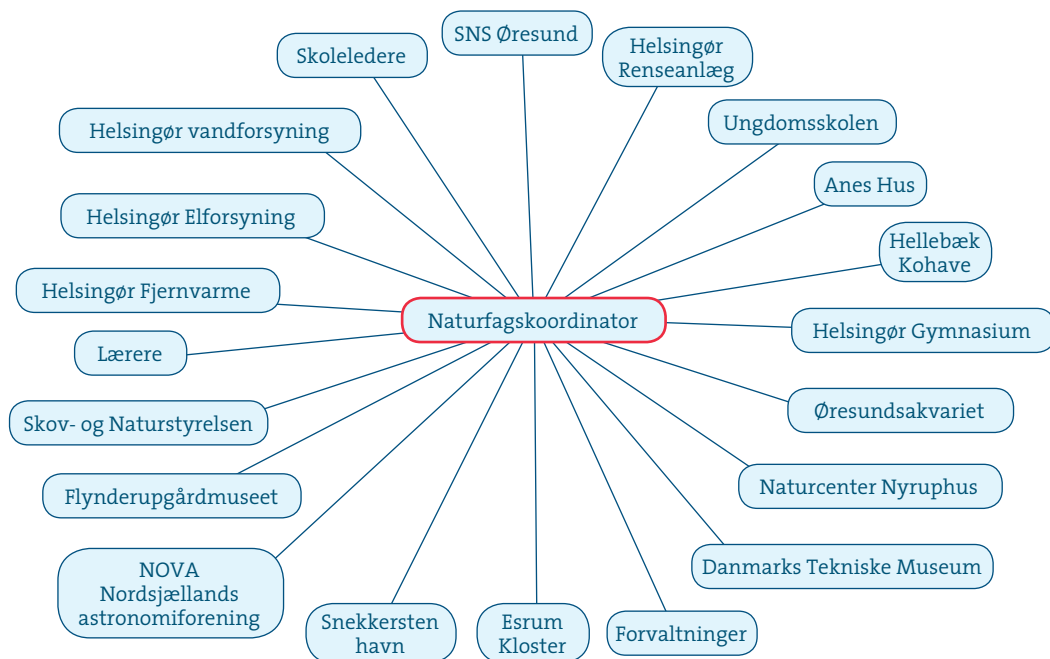 SNS Øresund
Skoleledere
Helsingør
Renseanlæg
Helsingør vandforsyning
Ungdomsskolen
Anes Hus
Helsingør Elforsyning
Hellebæk
Kohave
Helsingør Fjernvarme
Naturfagskoordinator
Helsingør Gymnasium
Lærere
Skov- og Naturstyrelsen
Øresundsakvariet
Flynderupgårdmuseet
Naturcenter Nyruphus
NOVA
Nordsjællands
astronomiforening
Danmarks Tekniske Museum
Snekkersten
havn
Esrum
Kloster
Forvaltninger